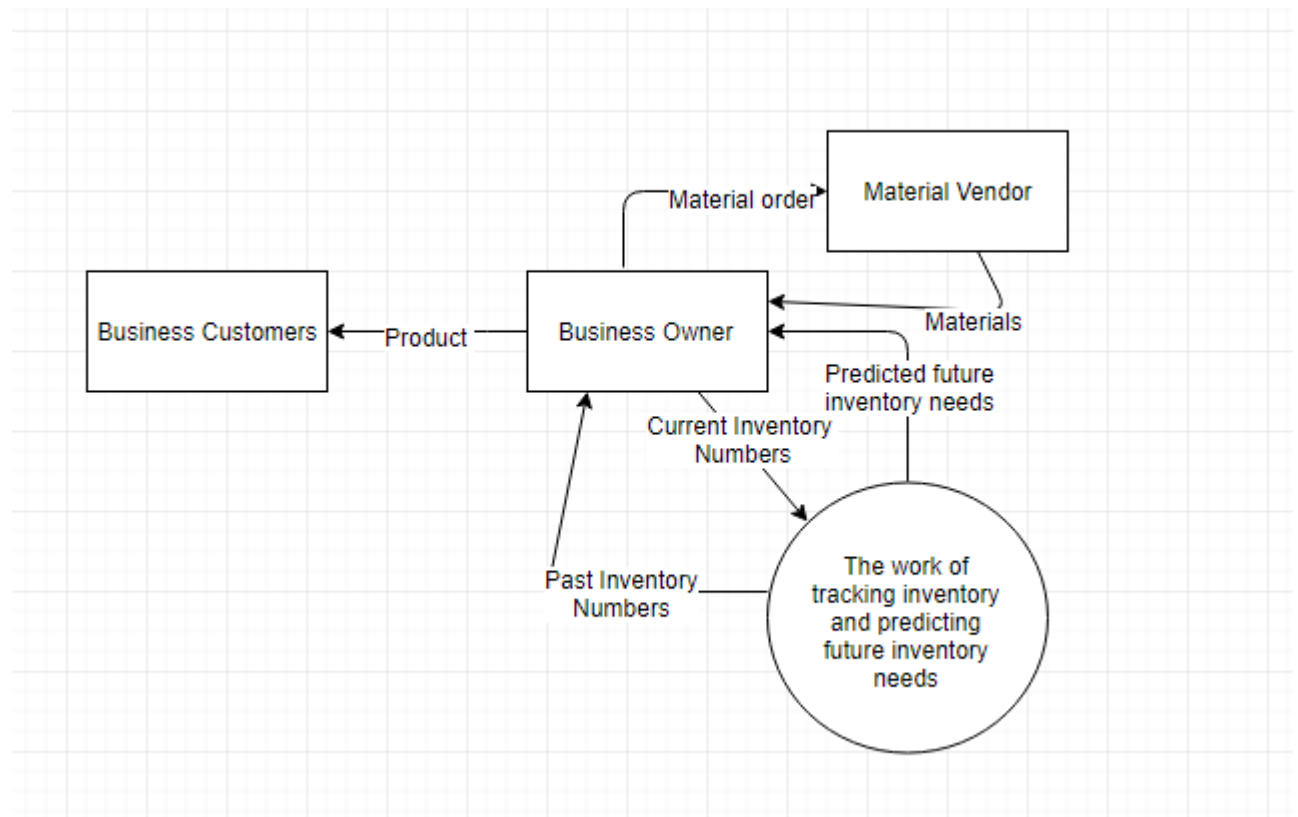 Material Vendor
Material order
Business Customers
Product
Business Owner
Materials
Predicted future
inventory needs
Current Inventory
Numbers
The work of
tracking inventory
and predicting
future inventory
needs
Past Inventory
Numbers